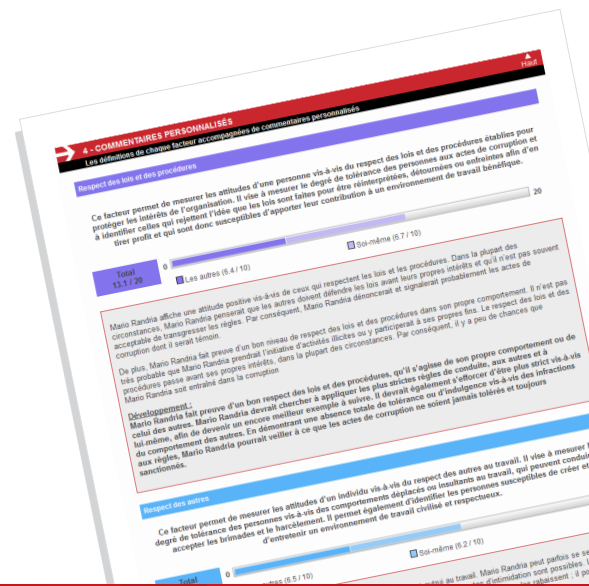 Haut
4 - COMMENTAIRES PERSONNALISÉS
Les définitions de chaque facteur accompagnées de commentaires personnalisés
Respect des lois et des procédures
Ce facteur permet de mesurer les attitudes d'une personne vis-à-vis du respect des lois et des procédures établies pour
protéger les intérêts de l'organisation. Il vise à mesurer le degré de tolérance des personnes aux actes de corruption et
à identifier celles qui rejettent l'idée que les lois sont faites pour être réinterprétées, détournées ou enfreintes afin d'en
tirer profit et qui sont donc susceptibles d'apporter leur contribution à un environnement de travail bénéfique.
Total
13.1 / 20
0
20
Les autres (6.4 / 10)
Soi-même (6.7 / 10)
Mario Randria affiche une attitude positive vis-à-vis de ceux qui respectent les lois et les procédures. Dans la plupart des
circonstances, Mario Randria penserait que les autres doivent défendre les lois avant leurs propres intérêts et qu'il n'est pas souvent
acceptable de transgresser les règles. Par conséquent, Mario Randria dénoncerait et signalerait probablement les actes de
corruption dont il serait témoin.
De plus, Mario Randria fait preuve d'un bon niveau de respect des lois et des procédures dans son propre comportement. Il n'est pas
très probable que Mario Randria prendrait l'initiative d'activités illicites ou y participerait à ses propres fins. Le respect des lois et des
procédures passe avant ses propres intérêts, dans la plupart des circonstances. Par conséquent, il y a peu de chances que
Mario Randria soit entraîné dans la corruption
Développement :
Mario Randria fait preuve d'un bon respect des lois et des procédures, qu'il s'agisse de son propre comportement ou de
celui des autres. Mario Randria devrait chercher à appliquer les plus strictes règles de conduite, aux autres et à
lui-même, afin de devenir un encore meilleur exemple à suivre. Il devrait également s'efforcer d'être plus strict vis-à-vis
du comportement des autres. En démontrant une absence totale de tolérance ou d'indulgence vis-à-vis des infractions
aux règles, Mario Randria pourrait veiller à ce que les actes de corruption ne soient jamais tolérés et toujours
sanctionnés.
Respect des autres
Ce facteur permet de mesurer les attitudes d'un individu vis-à-vis du respect des autres au travail. Il vise à mesurer
degré de tolérance des personnes vis-à-vis des comportements déplacés ou insultants au travail, qui peuvent
accepter les brimades et le harcèlement. Il permet également d'identifier les personnes susceptibles de créer et
d'entretenir un environnement de travail civilisé et respectueux.
Total
0
autres (6.5 / 10)
Soi-même (6.2 / 10)
au travail. Mario Randria peut parfois se
d'intimidation sont possibles.
les rabaissent ; il